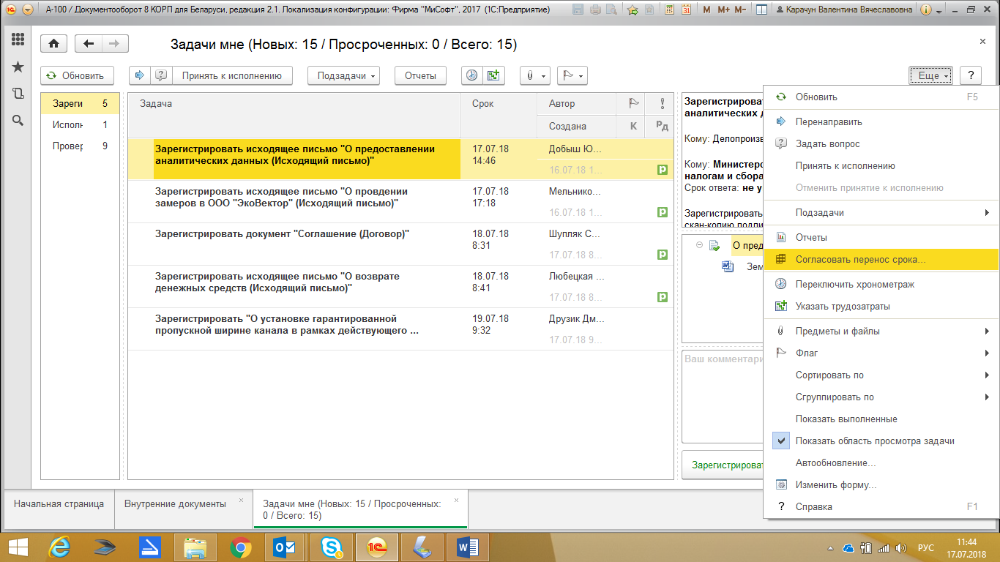 А-100 / Документооборот 8 КОРП для Беларуси, редакция 2.1. Локализация конфигурации: Фирма "МиСофт", 2017 (1С:Предприятие)
M M+ M-
Карачун Валентина Вячеславовна
Задачи мне (Новых: 15 / Просроченных: 0 / Всего: 15)
Обновить
Принять к исполнению
Подзадачи
Отчеты
Еще
?
Зареги 5
Исполн 1
Провер 9
Задача
Срок
Автор
Создана
К
Рд
Зарегистрировать исходящее письмо "О предоставлении
аналитических данных (Исходящий письмо)"
17.07.18
14:46
Добыш Ю...
16.07.18 1...
Зарегистрировать исходящее письмо "О провдении
замеров в ООО "ЭкоВектор" (Исходящий письмо)"
17.07.18
17:18
Мельнико...
16.07.18 1...
Зарегистрировать документ "Соглашение (Договор)"
18.07.18
8:31
Шупляк С...
17.07.18 8...
Зарегистрировать исходящее письмо "О возврате
денежных средств (Исходящий письмо)"
18.07.18
8:41
Любецкая ...
17.07.18 8...
Зарегистрировать "О установке гарантированной
пропускной ширине канала в рамках действующего ...
19.07.18
9:32
Друзик Дм...
17.07.18 9...
Зарегистрироват
аналитических д
Кому: Делопроизв
Кому: Министерс
налогам и сбора
Срок ответа: не у
Зарегистрировать
О пред
Зем
Ваш комментари
Зарегистрироват
Обновить F5
Перенаправить
Задать вопрос
Принять к исполнению
Отменить принятие к исполнению
Подзадачи
Отчеты
Согласовать перенос срока...
Переключить хронометраж
Указать трудозатраты
Предметы и файлы
Флаг
Сортировать по
Сгруппировать по
Показать выполненные
Показать область просмотра задачи
Автообновление...
Изменить форму...
Справка F1
Начальная страница
Внутренние документы
Задачи мне (Новых: 15 / Просроченных:
0 / Всего: 15)
РУС
11:44
17.07.2018